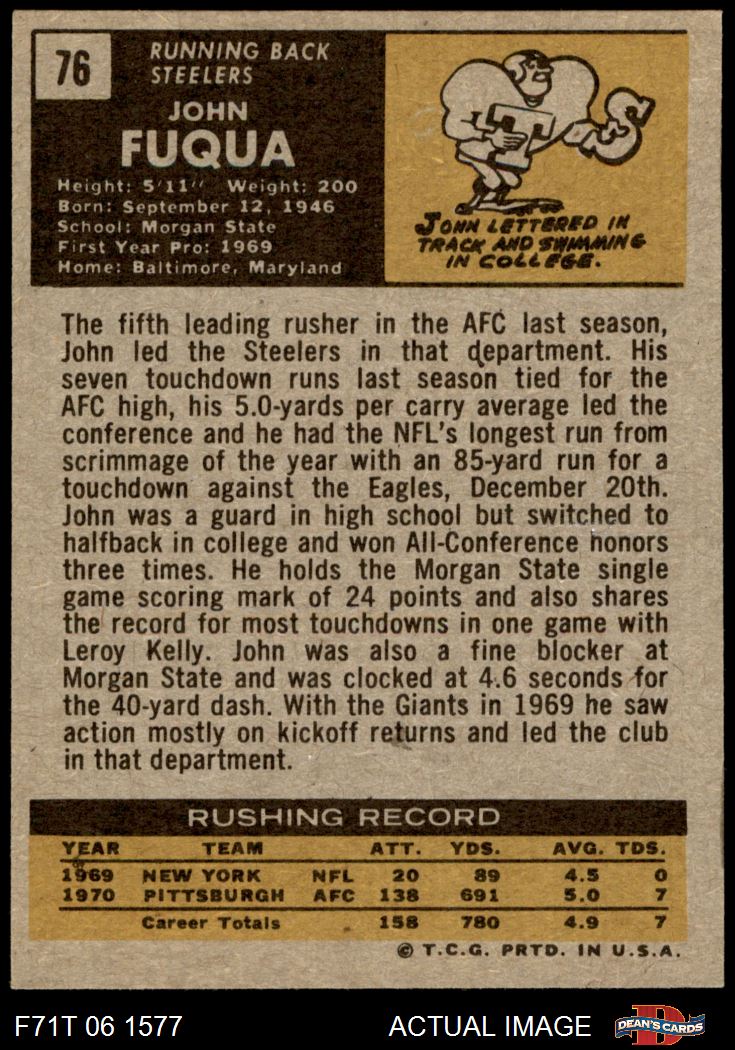 76
RUNNING BACK
STEELERS
JOHN
FUQUA
Height: 5'11" Weight: 200
Born: September 12, 1946
School: Morgan State
First Year Pro: 1969
Home: Baltimore, Maryland
T
S
JOHN LETTERED IN
TRACK AND SWIMMING
IN COLLEGE.
The fifth leading rusher in the AFC last season,
John led the Steelers in that department. His
seven touchdown runs last season tied for the
AFC high, his 5.0-yards per carry average led the
conference and he had the NFL's longest run from
scrimmage of the year with an 85-yard run for a
touchdown against the Eagles, December 20th.
John was a guard in high school but switched to
halfback in college and won All-Conference honors
three times. He holds the Morgan State single
game scoring mark of 24 points and also shares
the record for most touchdowns in one game with
Leroy Kelly. John was also a fine blocker at
Morgan State and was clocked at 4.6 seconds for
the 40-yard dash. With the Giants in 1969 he saw
action mostly on kickoff returns and led the club
in that department.
RUSHING RECORD
YEAR TEAM ATT. YDS. AVG. TDS.
1969 NEW YORK NFL 20 89 4.5 0
1970 PITTSBURGH AFC 138 691 5.0 7
Career Totals 158 780 4.9 7
© T.C.G. PRTD. IN U.S.A.
F71T 06 1577 ACTUAL IMAGE D DEAN'S CARDS